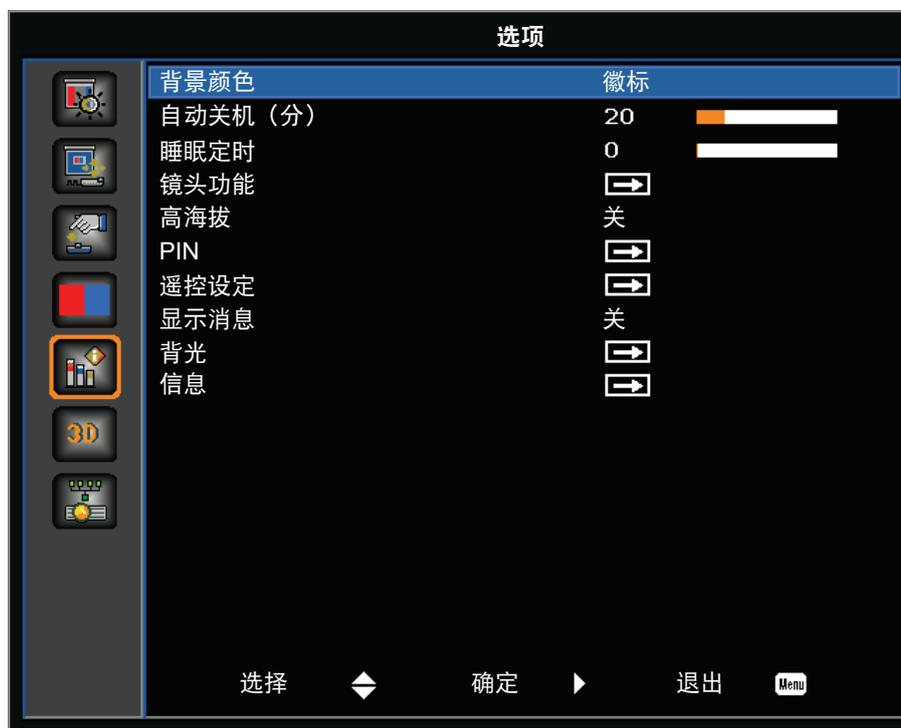 选项
背景颜色 徽标
自动关机（分） 20
睡眠定时 0
镜头功能
高海拔 关
PIN
遥控设定
显示消息 关
背光
信息
3D
选择 确定 退出 Menu